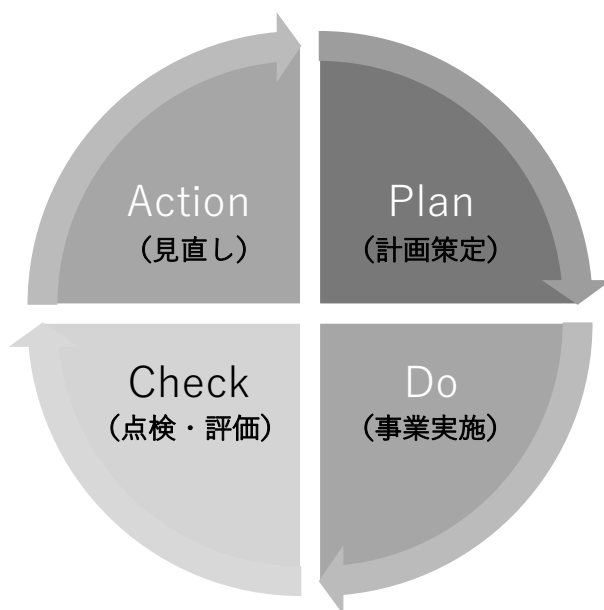 Action
（見直し）
Plan
（計画策定）
Check
（点検・評価）
Do
（事業実施）